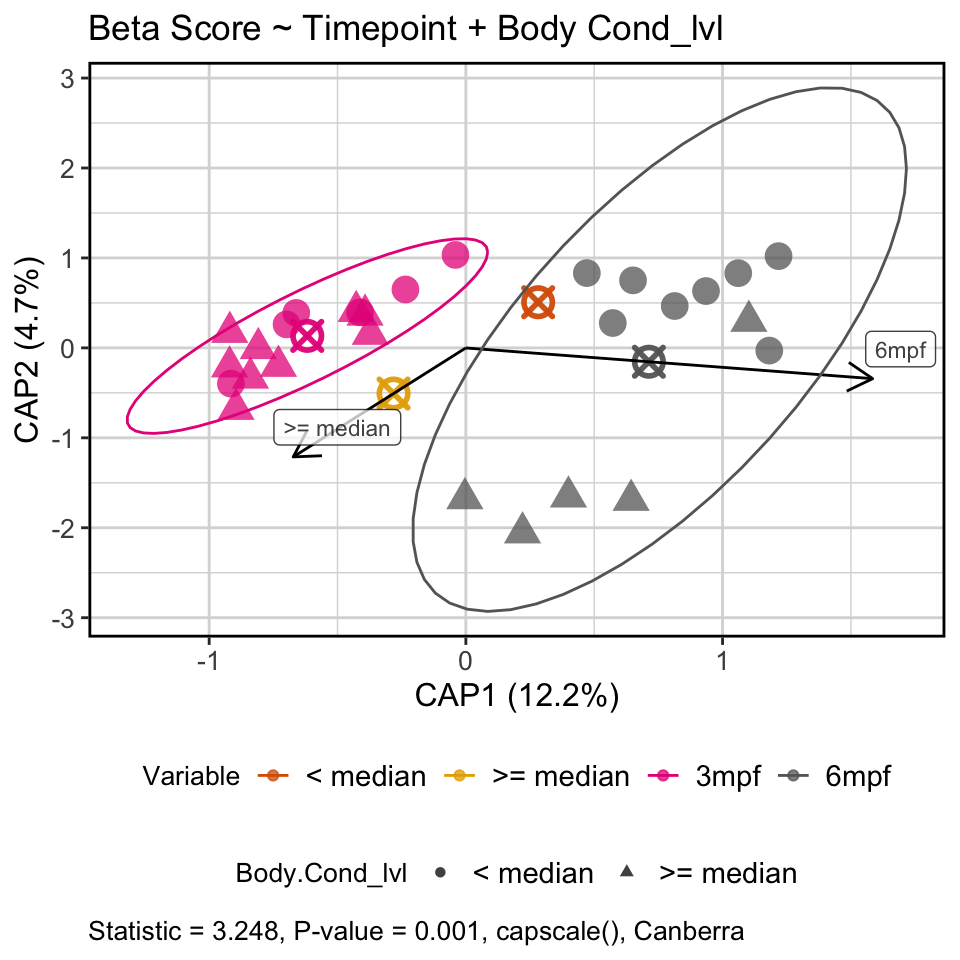 Beta Score ~ Timepoint + Body Cond_lvl
3
2
1
0
-1
-2
-3
CAP2 (4.7%)
6mpf
>= median
-1
0
1
CAP1 (12.2%)
Variable < median >= median 3mpf 6mpf
Body.Cond_lvl < median >= median
Statistic = 3.248, P-value = 0.001, capscale(), Canberra